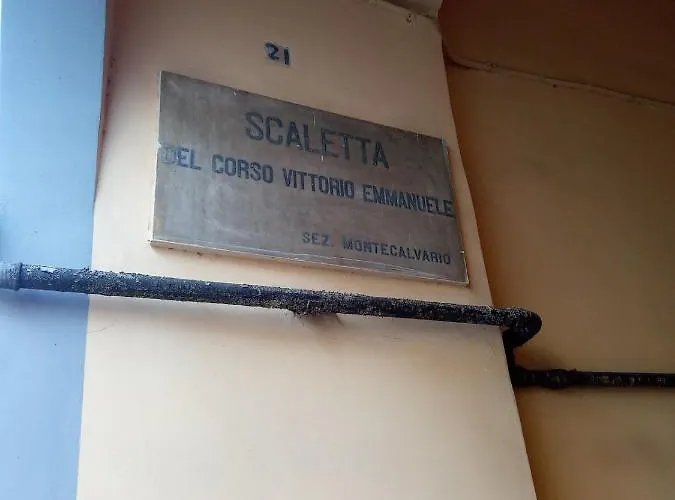 21
SCALETTA
DEL CORSO VITTORIO EMMANUELE
SEZ. MONTECALVARIO